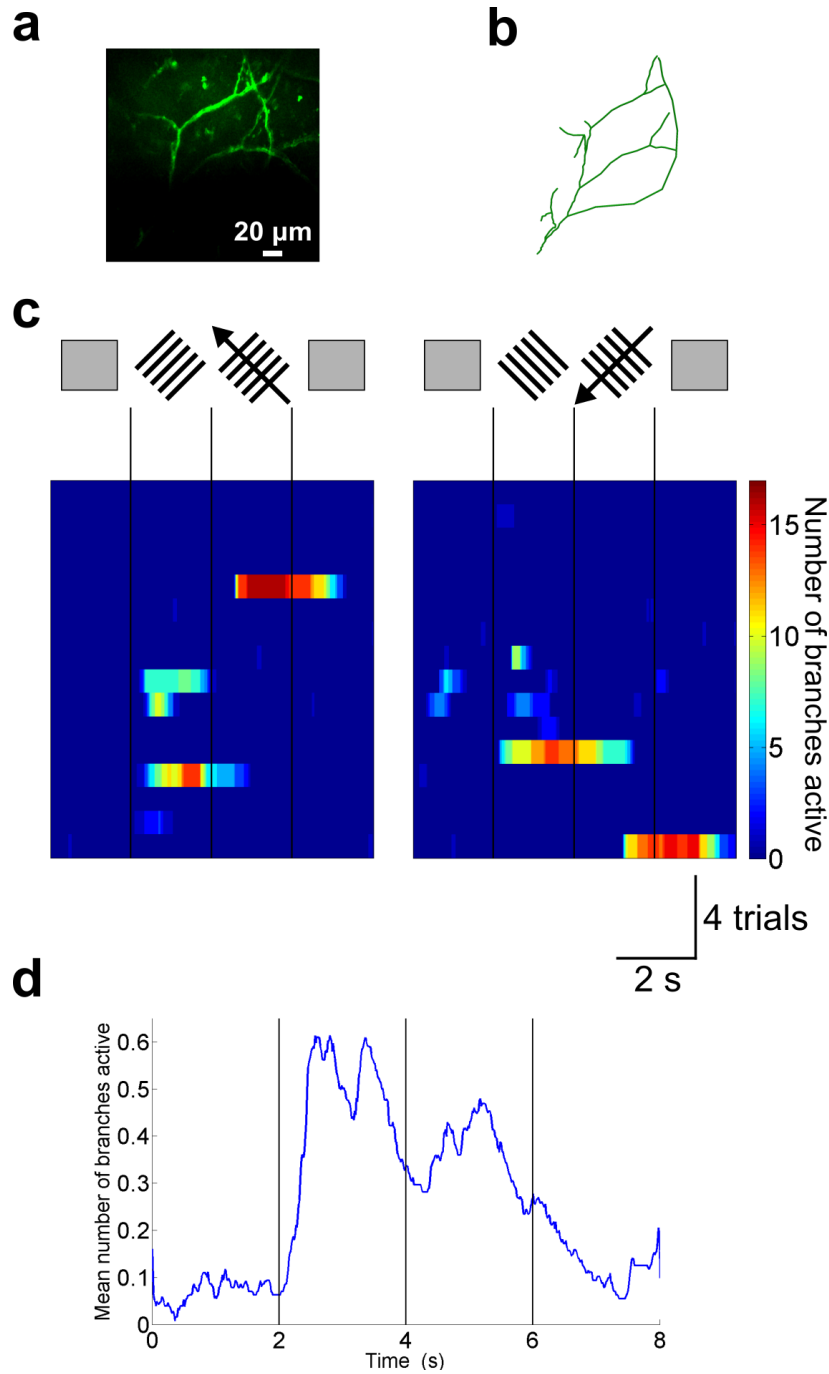 a
b
20 µm
c
15
10
5
0
Number of branches active
4 trials
2 s
d
0.6
0.5
0.4
0.3
0.2
0.1
0
Mean number of branches active
0 2 4 6 8
Time (s)